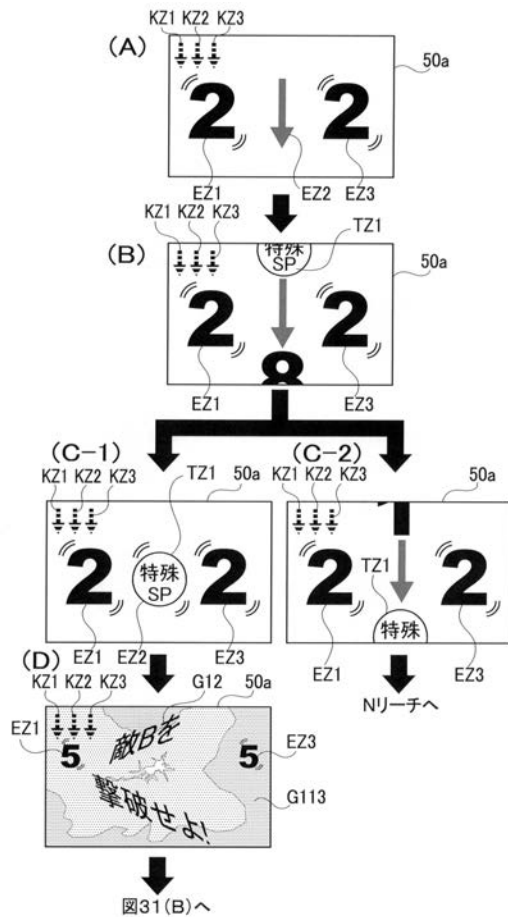 (A)
KZ1 KZ2 KZ3
50a
2 2
EZ1 EZ2 EZ3
(B)
KZ1 KZ2 KZ3
特殊
SP
TZ1
50a
2 2
8
EZ1 EZ3
(C-1)
KZ1 KZ2 KZ3
TZ1
50a
2 特殊 2
SP
EZ1 EZ2 EZ3
(C-2)
KZ1 KZ2 KZ3
50a
TZ1
2 2
特殊
EZ1 EZ3
Nリーチへ
(D)
KZ1 KZ2 KZ3
G12
50a
EZ1
5 5
EZ3
敵Bを
撃破せよ!
G113
図31(B)へ